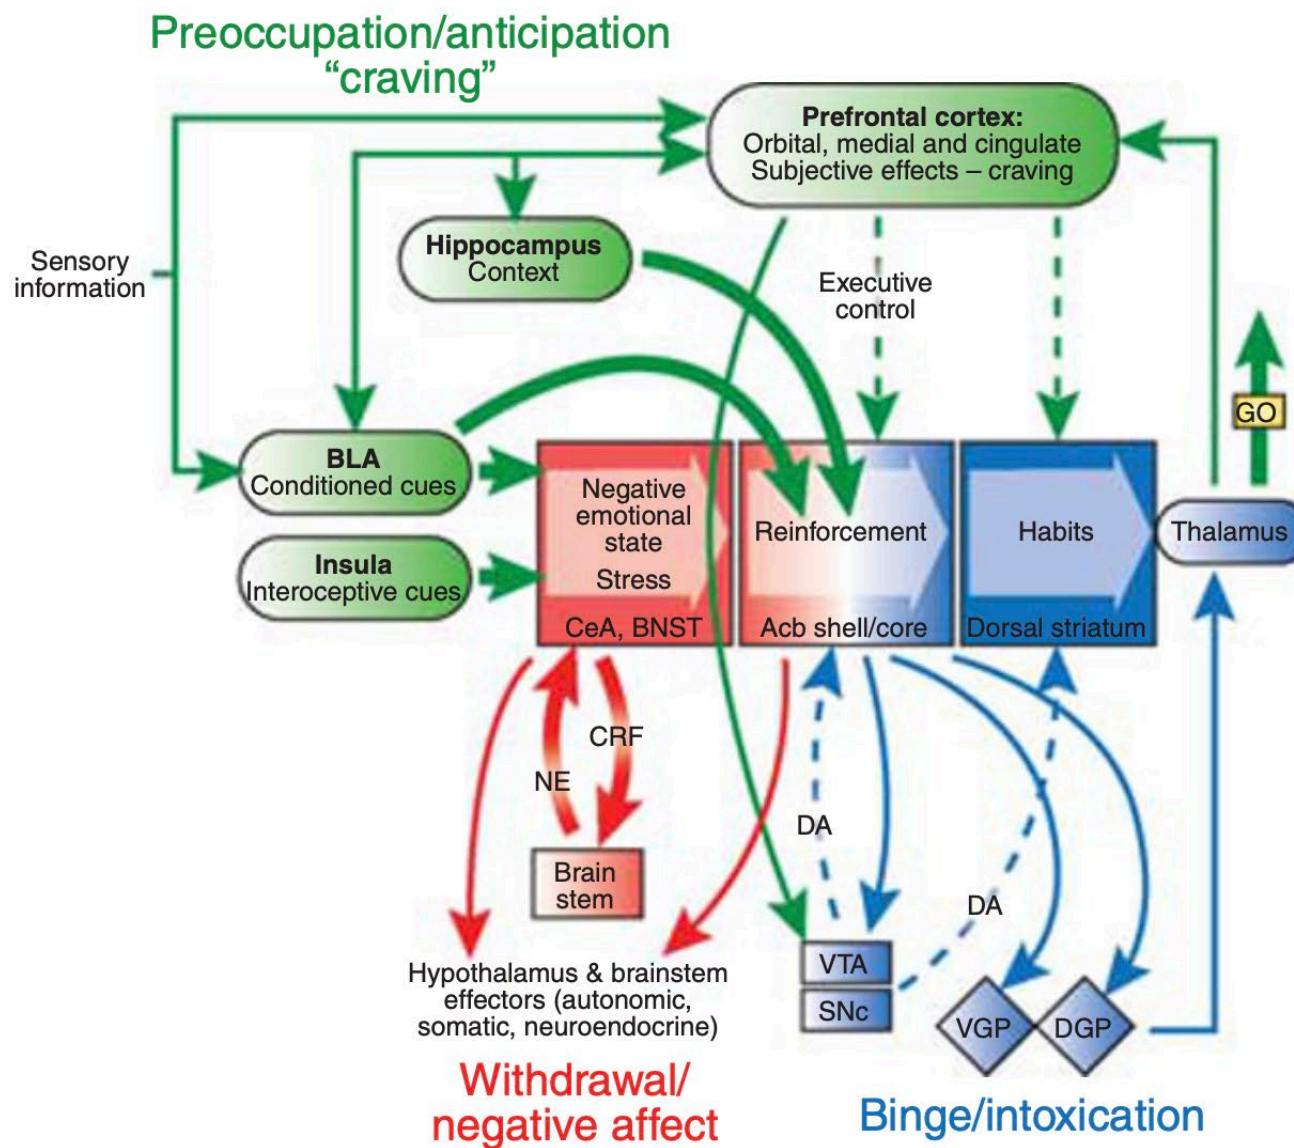 Preoccupation/anticipation
“craving”
Prefrontal cortex:
Orbital, medial and cingulate
Subjective effects – craving
Hippocampus
Context
Sensory
information
Executive
control
GO
BLA
Conditioned cues
Insula
Interoceptive cues
Negative
emotional
state
Stress
CeA, BNST
Reinforcement
Acb shell/core
Habits
Dorsal striatum
Thalamus
CRF
NE
DA
DA
Brain
stem
VTA
SNc
VGP
DGP
Hypothalamus & brainstem
effectors (autonomic,
somatic, neuroendocrine)
Withdrawal/
negative affect
Binge/intoxication